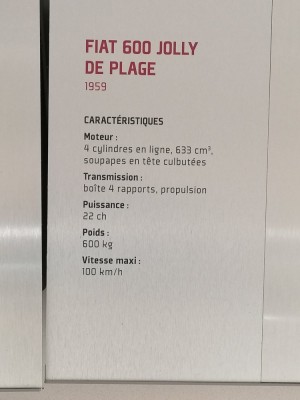 FIAT 600 JOLLY
DE PLAGE
1959
CARACTÉRISTIQUES
Moteur :
4 cylindres en ligne, 633 cm³,
soupapes en tête culbutées
Transmission :
boîte 4 rapports, propulsion
Puissance :
22 ch
Poids :
600 kg
Vitesse maxi :
100 km/h